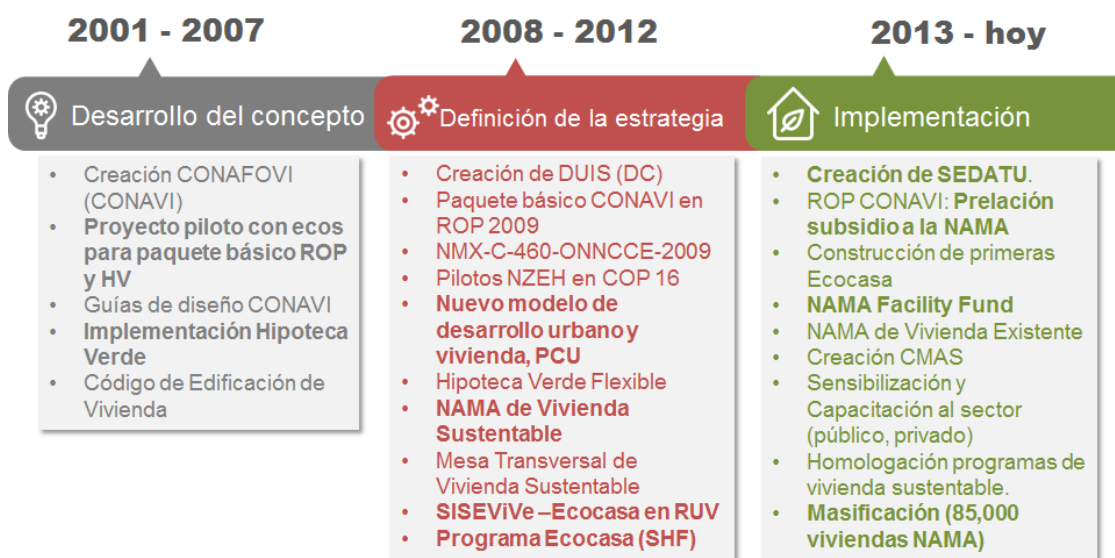 2001 - 2007
Desarrollo del concepto
• Creación CONAFOVI
(CONAVI)
• Proyecto piloto con ecos
para paquete básico ROP
y HV
• Guías de diseño CONAVI
• Implementación Hipoteca
Verde
• Código de Edificación de
Vivienda
2008 - 2012
Definición de la estrategia
• Creación de DUIS (DC)
• Paquete básico CONAVI en
ROP 2009
• NMX-C-460-ONNCCE-2009
• Pilotos NZEH en COP 16
• Nuevo modelo de
desarrollo urbano y
vivienda, PCU
• Hipoteca Verde Flexible
• NAMA de Vivienda
Sustentable
• Mesa Transversal de
Vivienda Sustentable
• SISEViVe –Ecocasa en RUV
• Programa Ecocasa (SHF)
2013 - hoy
Implementación
• Creación de SEDATU.
• ROP CONAVI: Prelación
subsidio a la NAMA
• Construcción de primeras
Ecocasa
• NAMA Facility Fund
• NAMA de Vivienda Existente
• Creación CMAS
• Sensibilización y
Capacitación al sector
(público, privado)
• Homologación programas de
vivienda sustentable.
• Masificación (85,000
viviendas NAMA)